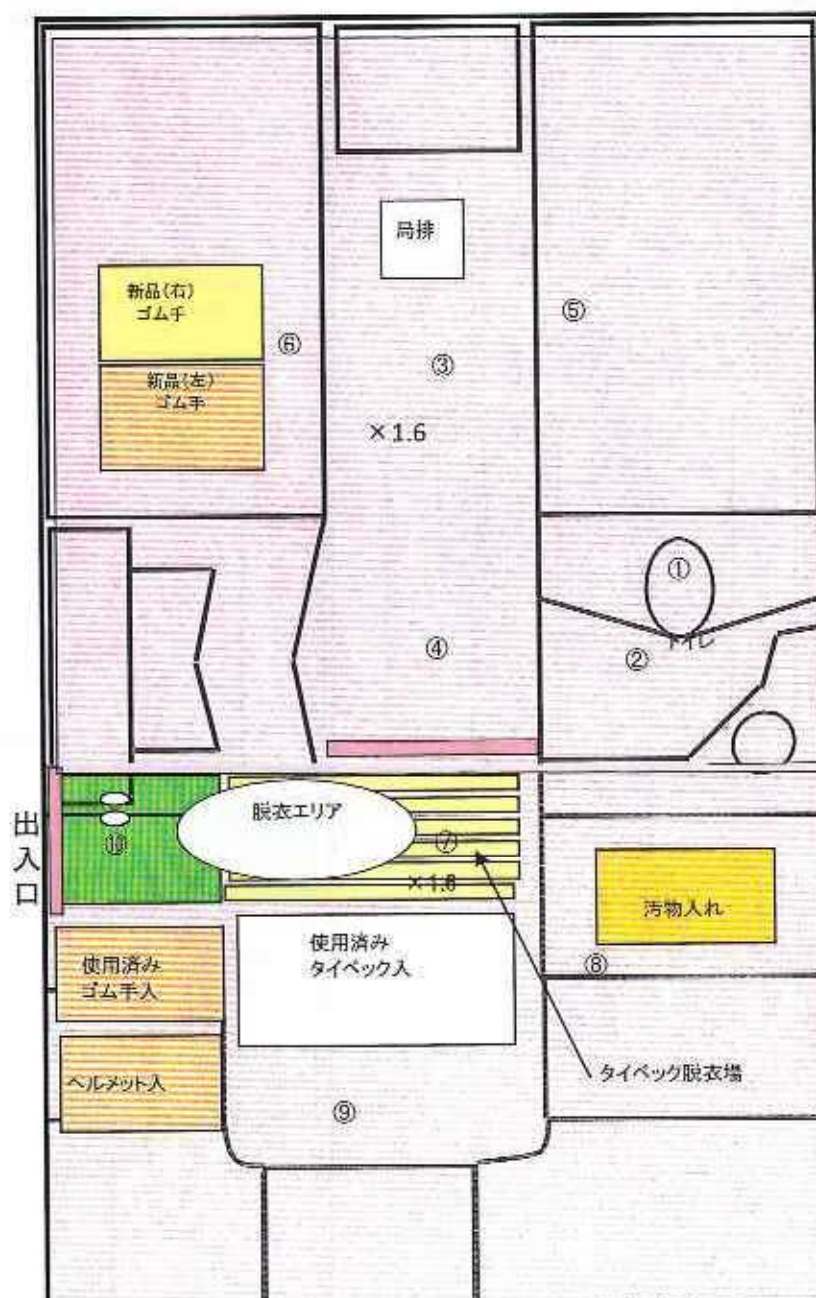 局排
新品(右)
ゴム手
⑤
⑥
③
新品(左)
ゴム手
×1.6
①
④
②
トイレ
脱衣エリア
出入口
⑩
⑦
×1.6
汚物入れ
使用済み
タイベック入
使用済み
ゴム手入
⑧
タイベック脱衣場
ヘルメット入
⑨